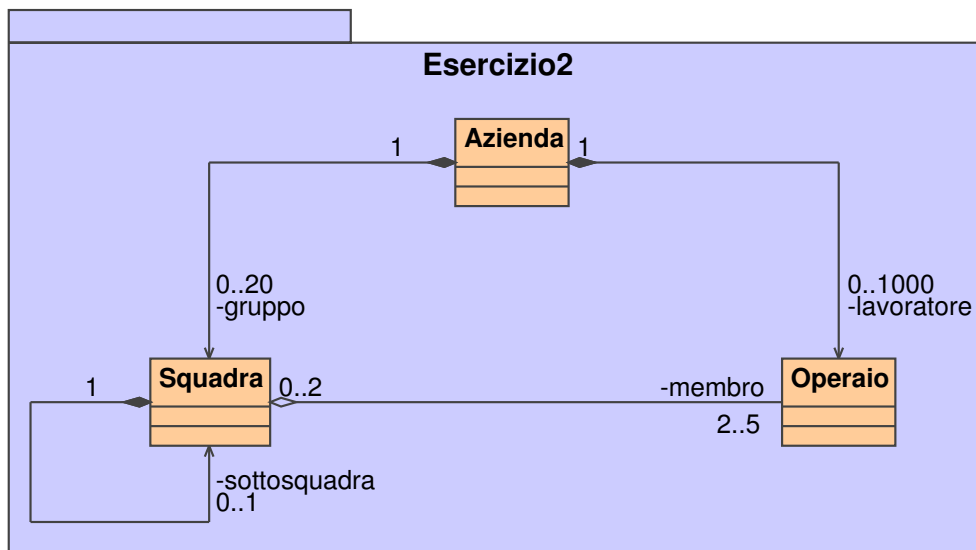 Esercizio2
Azienda
1
1
0..20
-gruppo
0..1000
-lavoratore
Squadra
1
0..2
-membro
2..5
Operaio
-sottosquadra
0..1